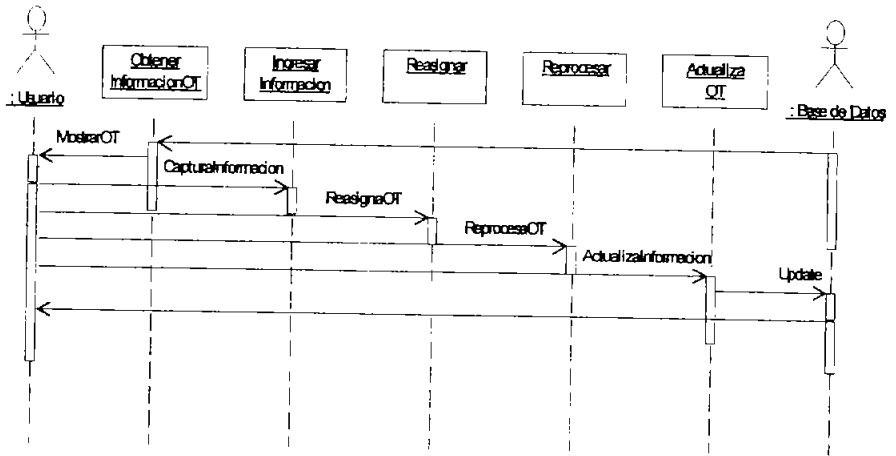 Obtener
InformacionOT
Ingresar
Informacion
Reasignar
Reprocesar
Actualiza
OT
: Usuario
: Base de Datos
MostrarOT
CapturaInformacion
ReasignaOT
ReprocesaOT
ActualizaInformacion
Update